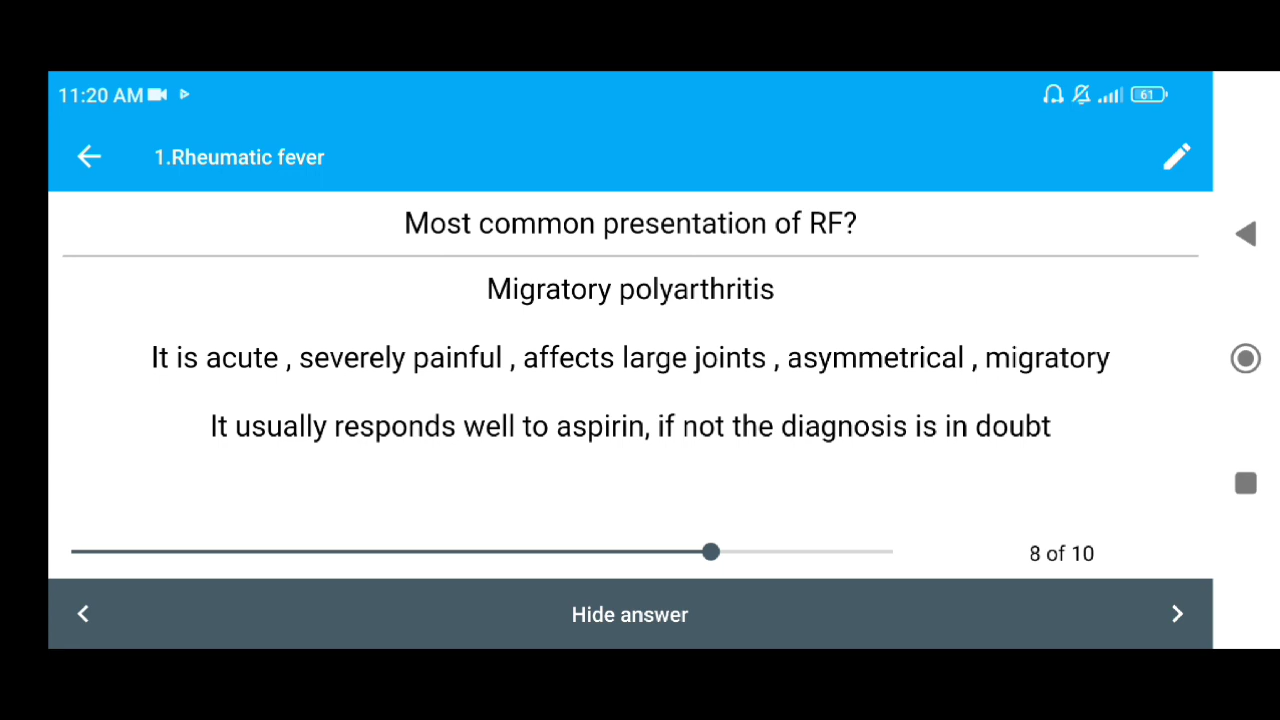 11:20 AM
61
1.Rheumatic fever
Most common presentation of RF?
Migratory polyarthritis
It is acute , severely painful , affects large joints , asymmetrical , migratory
It usually responds well to aspirin, if not the diagnosis is in doubt
8 of 10
Hide answer